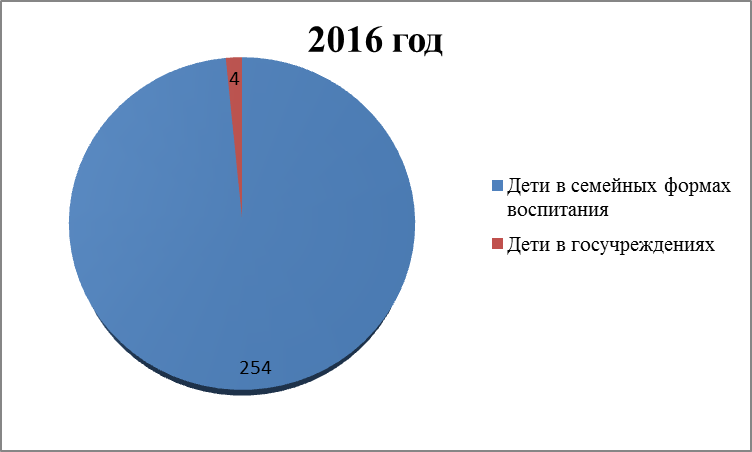 2016 год
4
Дети в семейных формах
воспитания
Дети в госучреждениях
254